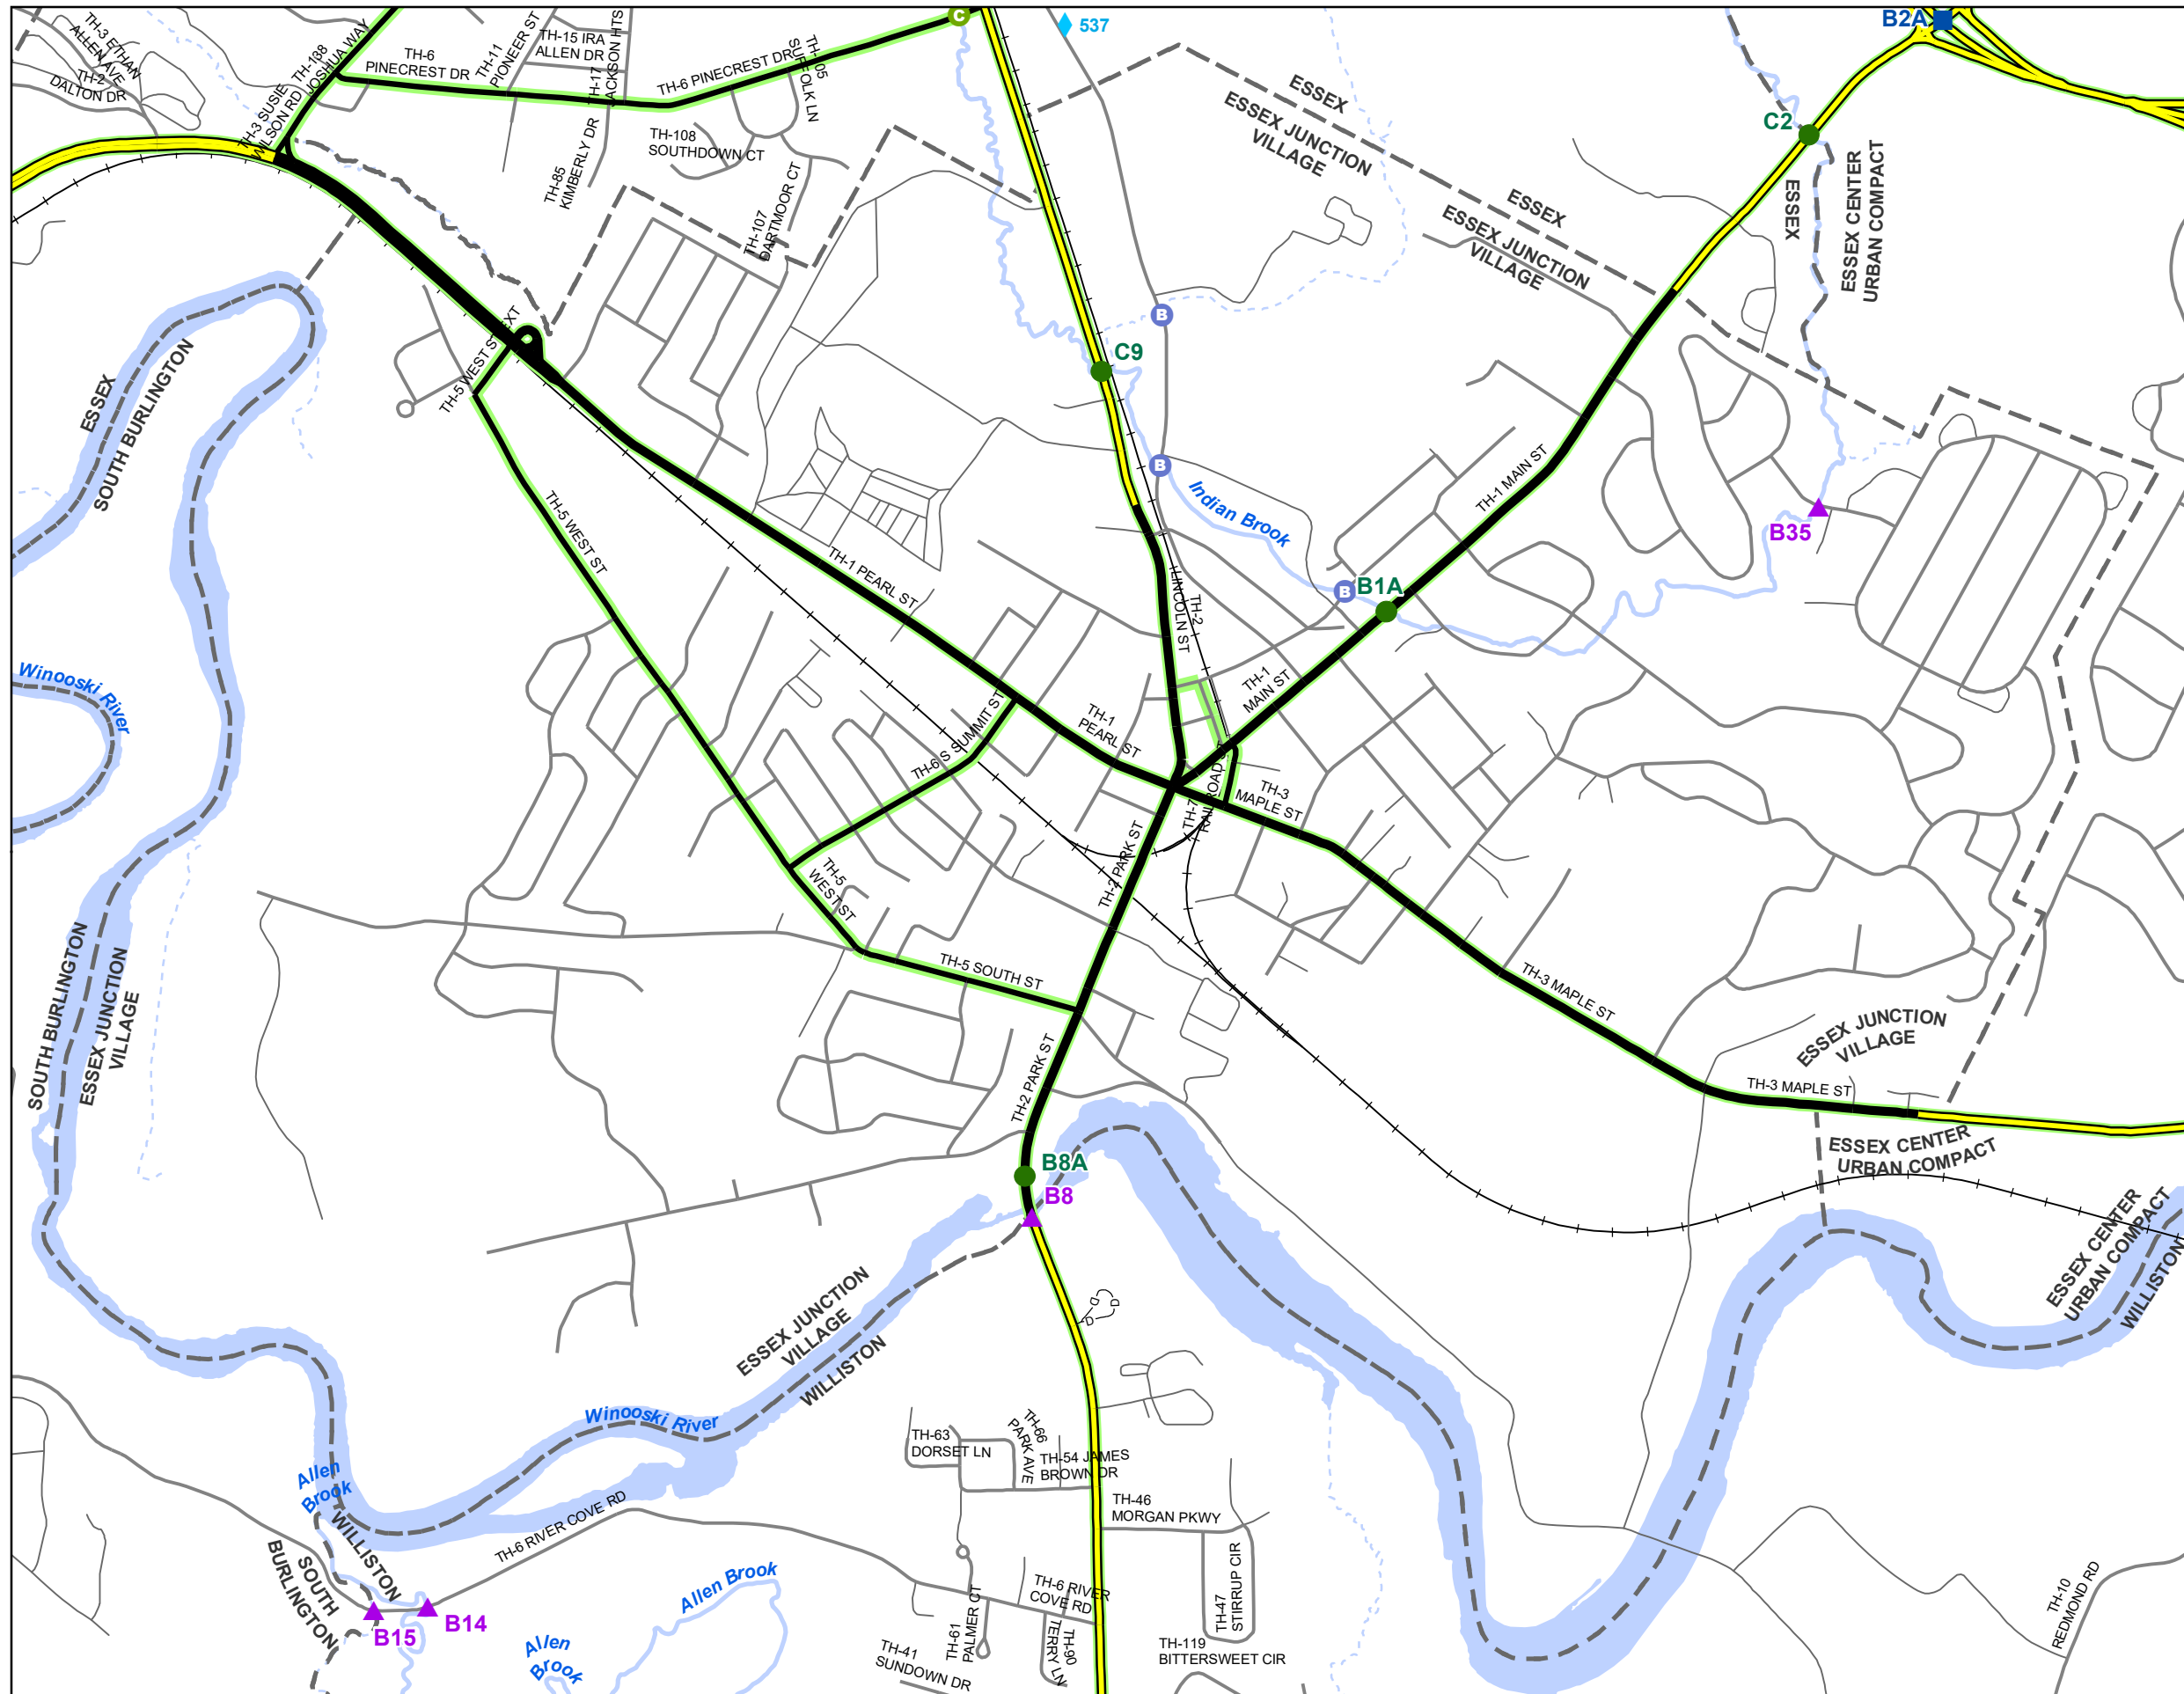 C
537
B2A
TH-3 ETHAN
ALLEN AVE
TH-2
DALTON DR
TH-138
JOSHUA WAY
TH-3 SUSIE
WILSON RD
TH-6
PINECREST DR
TH-11
PIONEER ST
TH-15 IRA
ALLEN DR
TH-17
JACKSON HTS
TH-6 PINECREST DR
TH-105
SUFFOLK LN
TH-108
SOUTHDOWN CT
TH-85
KIMBERLY DR
TH-107
DARTMOOR CT
ESSEX
ESSEX JUNCTION
VILLAGE
ESSEX
ESSEX JUNCTION
VILLAGE
C2
ESSEX
ESSEX CENTER
URBAN COMPACT
B
C9
B
Indian Brook
B
B1A
B35
ESSEX
SOUTH BURLINGTON
TH-5 WEST ST EXT
TH-5 WEST ST
TH-1 PEARL ST
TH-1 MAIN ST
TH-2
LINCOLN ST
TH-1
MAIN ST
Winooski River
TH-6 S SUMMIT ST
TH-1
PEARL ST
TH-3
MAPLE ST
TH-7
RAILROAD ST
TH-2 PARK ST
TH-5
WEST ST
TH-5 SOUTH ST
TH-3 MAPLE ST
SOUTH BURLINGTON
ESSEX JUNCTION
VILLAGE
TH-2 PARK ST
ESSEX JUNCTION
VILLAGE
TH-3 MAPLE ST
ESSEX CENTER
URBAN COMPACT
B8A
B8
ESSEX CENTER
URBAN COMPACT
WILLISTON
ESSEX JUNCTION
VILLAGE
WILLISTON
D
D
D
Winooski River
Allen
Brook
TH-63
DORSET LN
TH-66
PARK AVE
TH-54 JAMES
BROWN DR
TH-46
MORGAN PKWY
TH-6 RIVER COVE RD
WILLISTON
SOUTH
BURLINGTON
B15
B14
Allen Brook
Allen
Brook
TH-6 RIVER
COVE RD
TH-47
STIRRUP CIR
TH-61
PALMER CT
TH-90
TERRY LN
TH-41
SUNDOWN DR
TH-119
BITTERSWEET CIR
TH-10
REDMOND RD